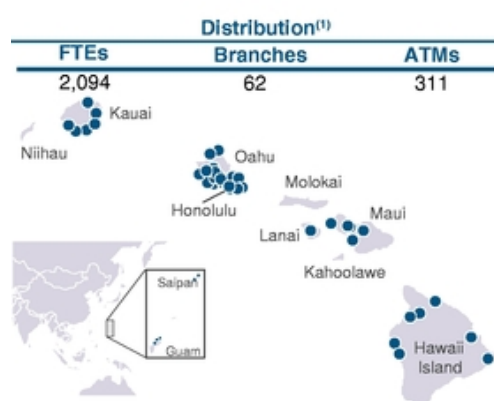 Distribution(1)
FTEs Branches ATMs
2,094 62 311
Kauai
Niihau
Oahu
Honolulu
Molokai
Maui
Lanai
Kahoolawe
Saipan
Guam
Hawaii
Island